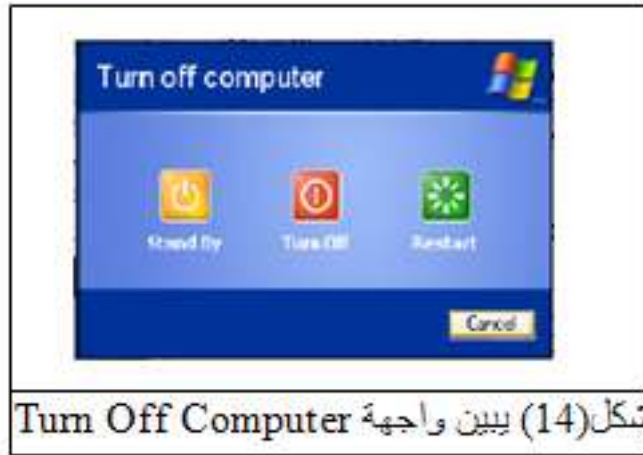 Turn off computer
Stand By
Turn Off
Restart
Cancel
شكل(14) يبين واجهة Turn Off Computer